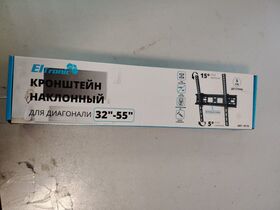 Eltronic
КРОНШТЕЙН
НАКЛОННЫЙ
ДЛЯ ДИАГОНАЛИ 32"-55"
15°
5°